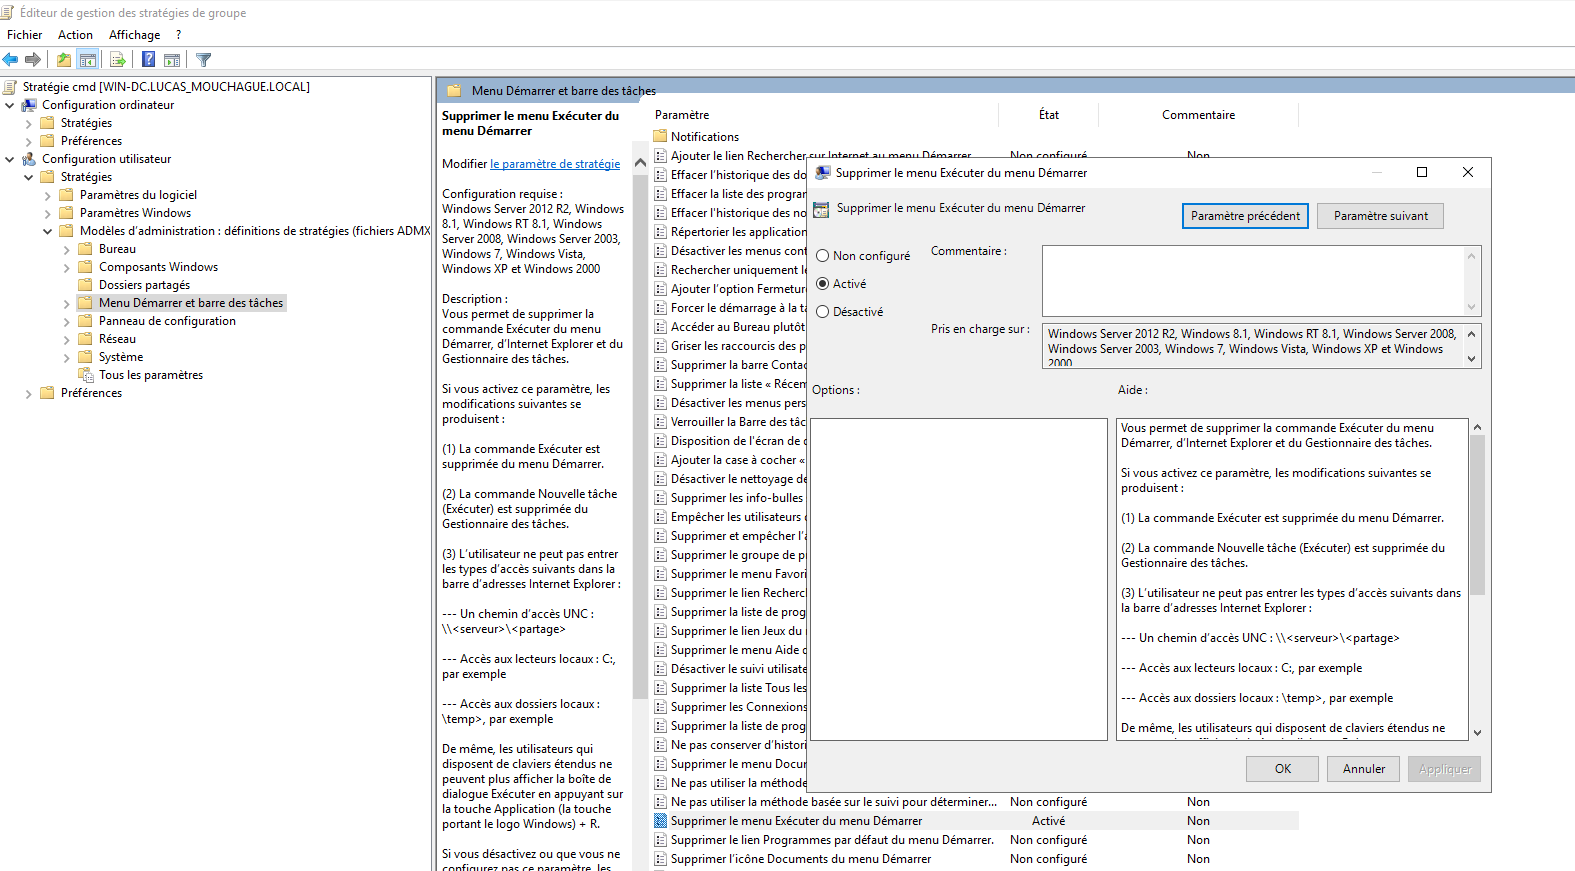 Éditeur de gestion des stratégies de groupe
Fichier Action Affichage ?
Stratégie cmd [WIN-DC.LUCAS_MOUCHAGUE.LOCAL]
Configuration ordinateur
Stratégies
Préférences
Configuration utilisateur
Stratégies
Paramètres du logiciel
Paramètres Windows
Modèles d'administration : définitions de stratégies (fichiers ADMX
Bureau
Composants Windows
Dossiers partagés
Menu Démarrer et barre des tâches
Panneau de configuration
Réseau
Système
Tous les paramètres
Préférences
Menu Démarrer et barre des tâches
Supprimer le menu Exécuter du
menu Démarrer
Modifier le paramètre de stratégie
Configuration requise :
Windows Server 2012 R2, Windows
8.1, Windows RT 8.1, Windows
Server 2008, Windows Server 2003,
Windows 7, Windows Vista,
Windows XP et Windows 2000
Description :
Vous permet de supprimer la
commande Exécuter du menu
Démarrer, d'Internet Explorer et du
Gestionnaire des tâches.
Si vous activez ce paramètre, les
modifications suivantes se
produisent :
(1) La commande Exécuter est
supprimée du menu Démarrer.
(2) La commande Nouvelle tâche
(Exécuter) est supprimée du
Gestionnaire des tâches.
(3) L'utilisateur ne peut pas entrer
les types d'accès suivants dans la
barre d'adresses Internet Explorer :
--- Un chemin d'accès UNC :
\\<serveur>\<partage>
--- Accès aux lecteurs locaux : C:,
par exemple
--- Accès aux dossiers locaux :
\temp>, par exemple
De même, les utilisateurs qui
disposent de claviers étendus ne
peuvent plus afficher la boîte de
dialogue Exécuter en appuyant sur
la touche Application (la touche
portant le logo Windows) + R.
Si vous désactivez ou que vous ne
configurez pas ce paramètre, les
Paramètre État Commentaire
Notifications
Ajouter le lien Rechercher sur Internet au menu Démarrer Non configuré Non
Effacer l'historique des do
Effacer la liste des progran
Effacer l'historique des no
Répertorier les application
Désactiver les menus cont
Rechercher uniquement l
Ajouter l'option Fermeture
Forcer le démarrage à la ta
Accéder au Bureau plutôt
Griser les raccourcis des p
Supprimer la barre Contac
Supprimer la liste « Récem
Désactiver les menus pers
Verrouiller la Barre des tâc
Disposition de l'écran de
Ajouter la case à cocher «
Désactiver le nettoyage de
Supprimer les info-bulles
Empêcher les utilisateurs
Supprimer et empêcher l'
Supprimer le groupe de p
Supprimer le menu Favori
Supprimer le lien Recherc
Supprimer la liste de prog
Supprimer le lien Jeux du
Supprimer le menu Aide
Désactiver le suivi utilisate
Supprimer la liste Tous les
Supprimer les Connexions
Supprimer la liste de prog
Ne pas conserver d'histori
Supprimer le menu Docu
Ne pas utiliser la méthode
Ne pas utiliser la méthode basée sur le suivi pour déterminer... Non configuré Non
Supprimer le menu Exécuter du menu Démarrer Activé Non
Supprimer le lien Programmes par défaut du menu Démarrer. Non configuré Non
Supprimer l'icône Documents du menu Démarrer Non configuré Non
Supprimer le menu Exécuter du menu Démarrer
Supprimer le menu Exécuter du menu Démarrer
Paramètre précédent Paramètre suivant
Non configuré
Activé
Désactivé
Commentaire :
Pris en charge sur :
Windows Server 2012 R2, Windows 8.1, Windows RT 8.1, Windows Server 2008,
Windows Server 2003, Windows 7, Windows Vista, Windows XP et Windows
2000
Options :
Aide :
Vous permet de supprimer la commande Exécuter du menu
Démarrer, d'Internet Explorer et du Gestionnaire des tâches.
Si vous activez ce paramètre, les modifications suivantes se
produisent :
(1) La commande Exécuter est supprimée du menu Démarrer.
(2) La commande Nouvelle tâche (Exécuter) est supprimée du
Gestionnaire des tâches.
(3) L'utilisateur ne peut pas entrer les types d'accès suivants dans
la barre d'adresses Internet Explorer :
--- Un chemin d'accès UNC : \\<serveur>\<partage>
--- Accès aux lecteurs locaux : C:, par exemple
--- Accès aux dossiers locaux : \temp>, par exemple
De même, les utilisateurs qui disposent de claviers étendus ne
OK Annuler Appliquer